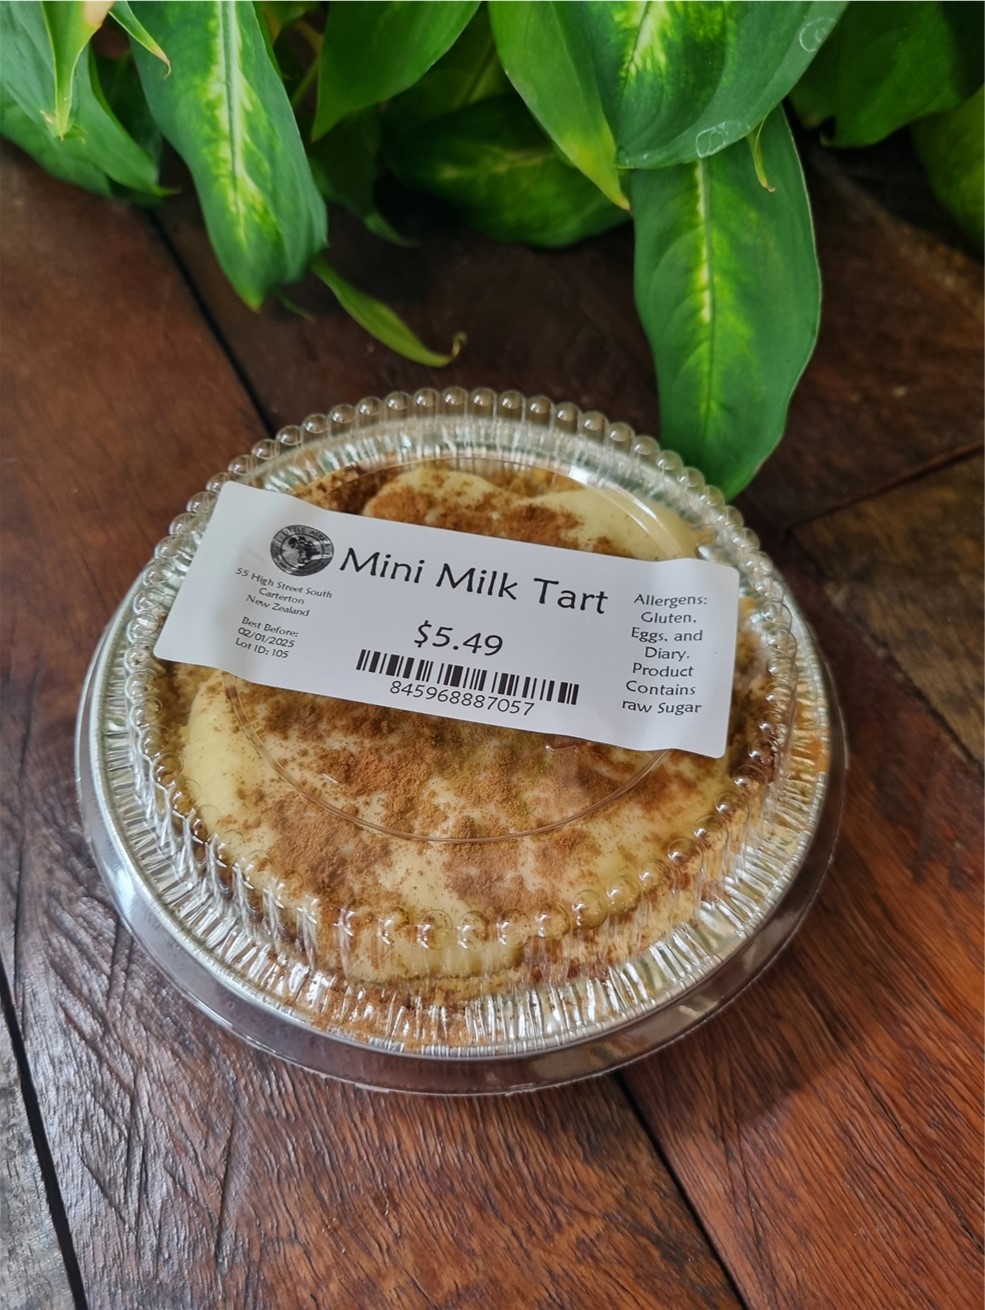 Mini Milk Tart
55 High Street South
Carterton
New Zealand
Best Before:
02/01/2025
Lot ID: 105
$5.49
845968887057
Allergens:
Gluten,
Eggs, and
Diary.
Product
Contains
raw Sugar